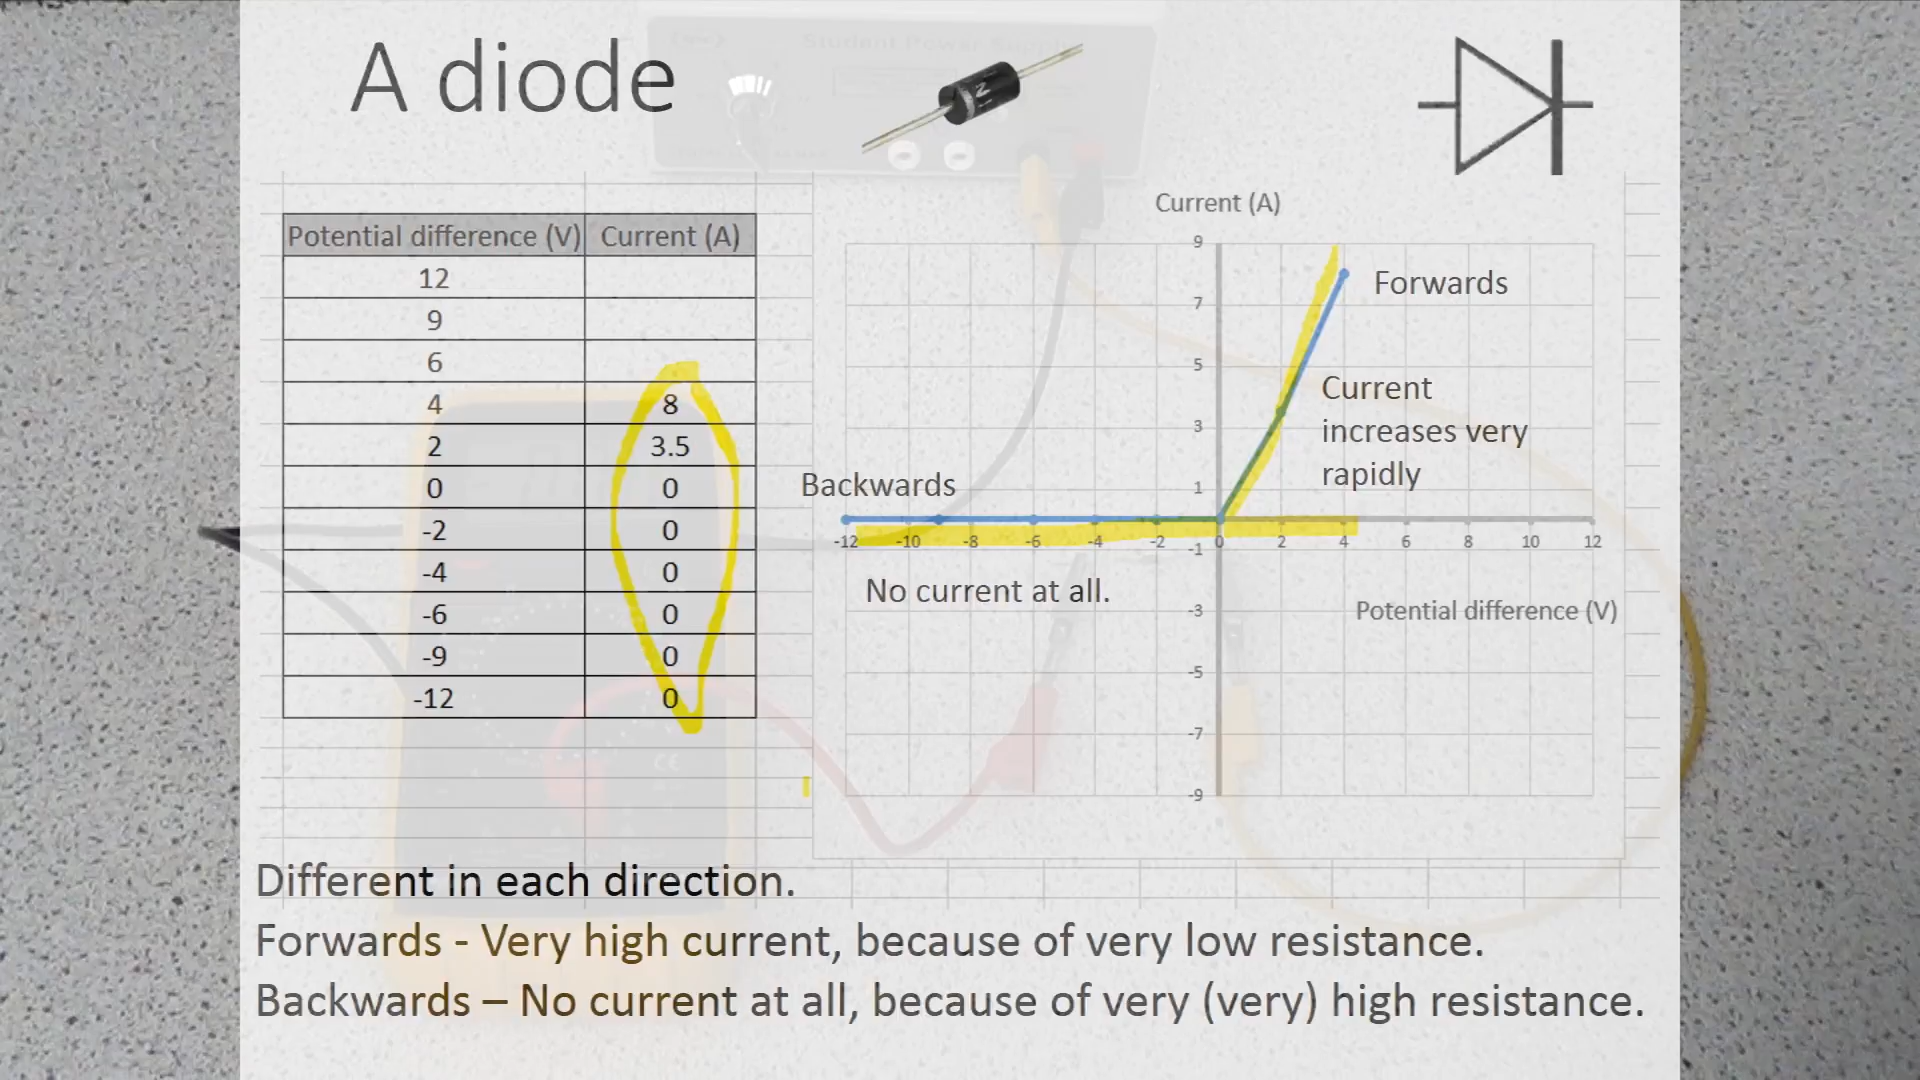 Student Power Supply
A diode
Potential difference (V) Current (A)
12
9
6
4 8
2 3.5
0 0
-2 0
-4 0
-6 0
-9 0
-12 0
Current (A)
9
7
5
3
1
-1
-3
-5
-7
-9
-12 -10 -8 -6 -4 -2 0 2 4 6 8 10 12
Potential difference (V)
Forwards
Current
increases very
rapidly
Backwards
No current at all.
Different in each direction.
Forwards - Very high current, because of very low resistance.
Backwards – No current at all, because of very (very) high resistance.